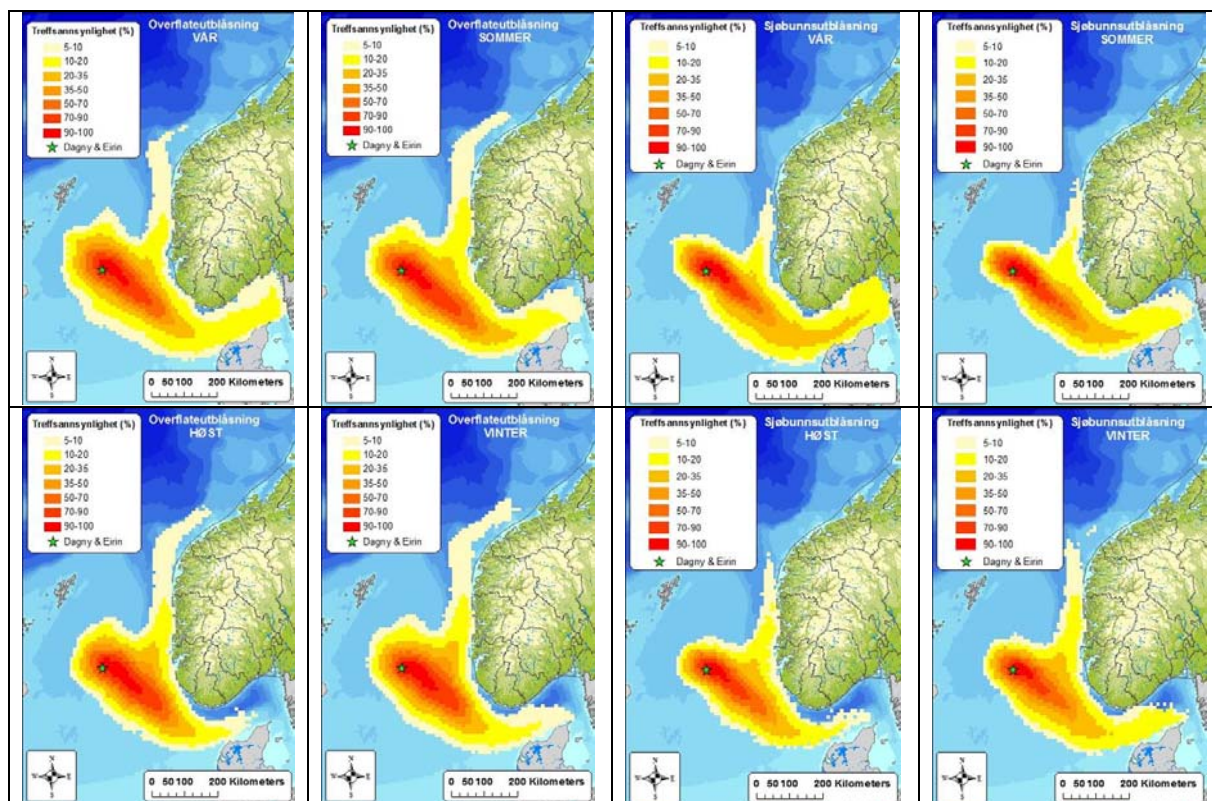 Overflateutblåsning
VÅR
Treffsannsynlighet (%)
5-10
10-20
20-35
35-50
50-70
70-90
90-100
Dagny & Eirin
N
W E
S
0 50 100 200 Kilometers
Overflateutblåsning
SOMMER
Treffsannsynlighet (%)
5-10
10-20
20-35
35-50
50-70
70-90
90-100
Dagny & Eirin
N
W E
S
0 50 100 200 Kilometers
Sjøbunnsutblåsning
VÅR
Treffsannsynlighet (%)
5-10
10-20
20-35
35-50
50-70
70-90
90-100
Dagny & Eirin
N
W E
S
0 50 100 200 Kilometers
Sjøbunnsutblåsning
SOMMER
Treffsannsynlighet (%)
5-10
10-20
20-35
35-50
50-70
70-90
90-100
Dagny & Eirin
N
W E
S
0 50 100 200 Kilometers
Overflateutblåsning
HØST
Treffsannsynlighet (%)
5-10
10-20
20-35
35-50
50-70
70-90
90-100
Dagny & Eirin
N
W E
S
0 50 100 200 Kilometers
Overflateutblåsning
VINTER
Treffsannsynlighet (%)
5-10
10-20
20-35
35-50
50-70
70-90
90-100
Dagny & Eirin
N
W E
S
0 50 100 200 Kilometers
Sjøbunnsutblåsning
HØST
Treffsannsynlighet (%)
5-10
10-20
20-35
35-50
50-70
70-90
90-100
Dagny & Eirin
N
W E
S
0 50 100 200 Kilometers
Sjøbunnsutblåsning
VINTER
Treffsannsynlighet (%)
5-10
10-20
20-35
35-50
50-70
70-90
90-100
Dagny & Eirin
N
W E
S
0 50 100 200 Kilometers